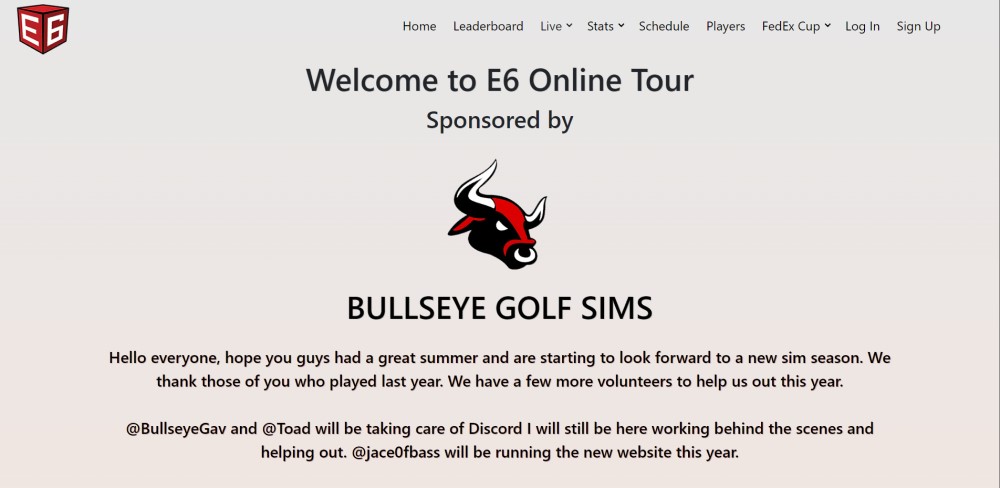 E6
Home Leaderboard Live Stats Schedule Players FedEx Cup Log In Sign Up
Welcome to E6 Online Tour
Sponsored by
BULLSEYE GOLF SIMS
Hello everyone, hope you guys had a great summer and are starting to look forward to a new sim season. We
thank those of you who played last year. We have a few more volunteers to help us out this year.
@BullseyeGav and @Toad will be taking care of Discord I will still be here working behind the scenes and
helping out. @jace0fbass will be running the new website this year.